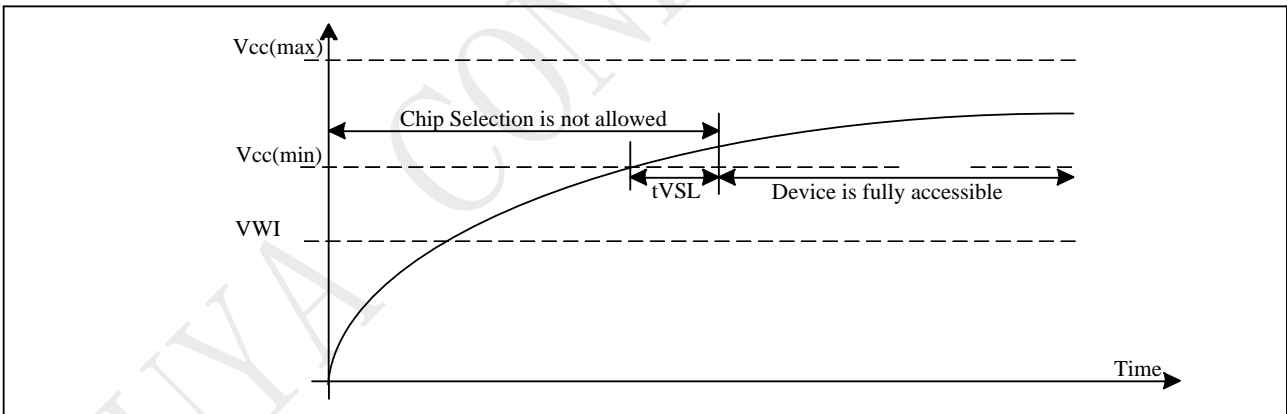 Vcc(max)
Chip Selection is not allowed
Vcc(min)
tVSL
Device is fully accessible
VWI
Time